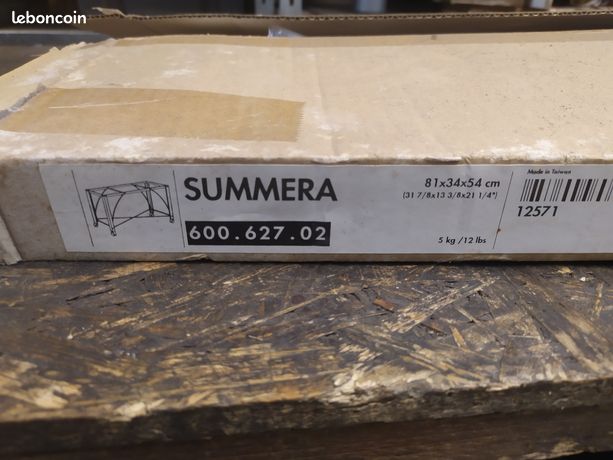 leboncoin
SUMMERA
600.627.02
81x34x54 cm
(31 7/8x13 3/8x21 1/4")
5 kg /12 lbs
Made in Taiwan
12571